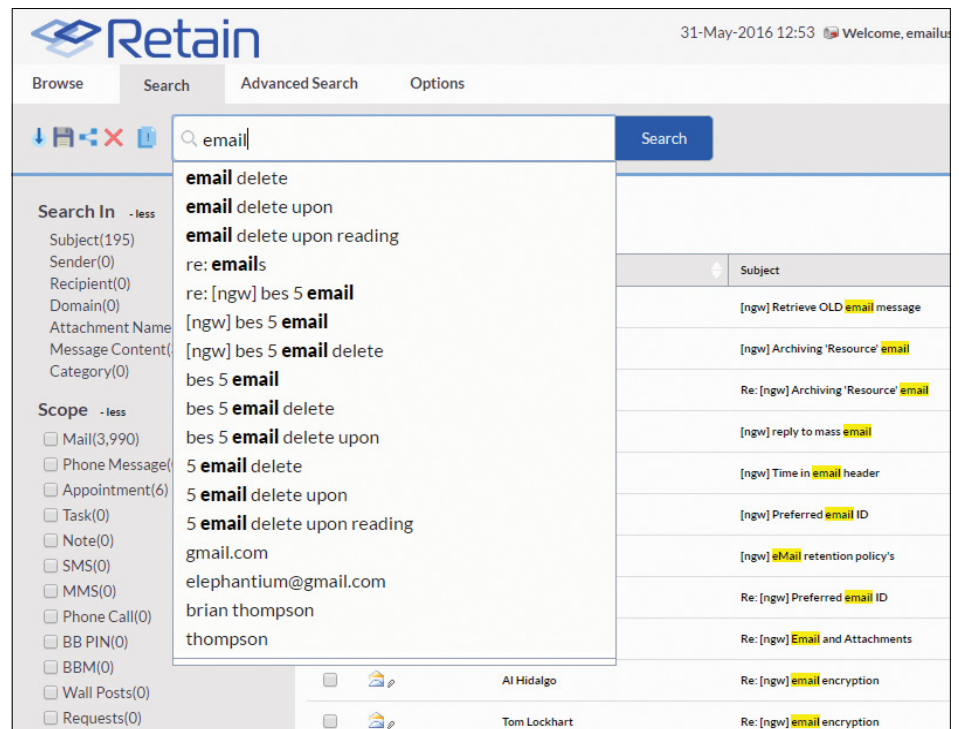 Retain
31-May-2016 12:53 Welcome, emailus
Browse Search Advanced Search Options
email Search
email delete
email delete upon
email delete upon reading
re: emails
re: [ngw] bes 5 email
[ngw] bes 5 email
[ngw] bes 5 email delete
bes 5 email
bes 5 email delete
bes 5 email delete upon
5 email delete
5 email delete upon
5 email delete upon reading
gmail.com
elephantium@gmail.com
brian thompson
thompson
Search In - less
Subject(195)
Sender(0)
Recipient(0)
Domain(0)
Attachment Name
Message Content(
Category(0)
Scope - less
Mail(3,990)
Phone Message(
Appointment(6)
Task(0)
Note(0)
SMS(0)
MMS(0)
Phone Call(0)
BB PIN(0)
BBM(0)
Wall Posts(0)
Requests(0)
Subject
[ngw] Retrieve OLD email message
[ngw] Archiving 'Resource' email
Re: [ngw] Archiving 'Resource' email
[ngw] reply to mass email
[ngw] Time in email header
[ngw] Preferred email ID
[ngw] eMail retention policy's
Re: [ngw] Preferred email ID
Re: [ngw] Email and Attachments
Al Hidalgo Re: [ngw] email encryption
Tom Lockhart Re: [ngw] email encryption